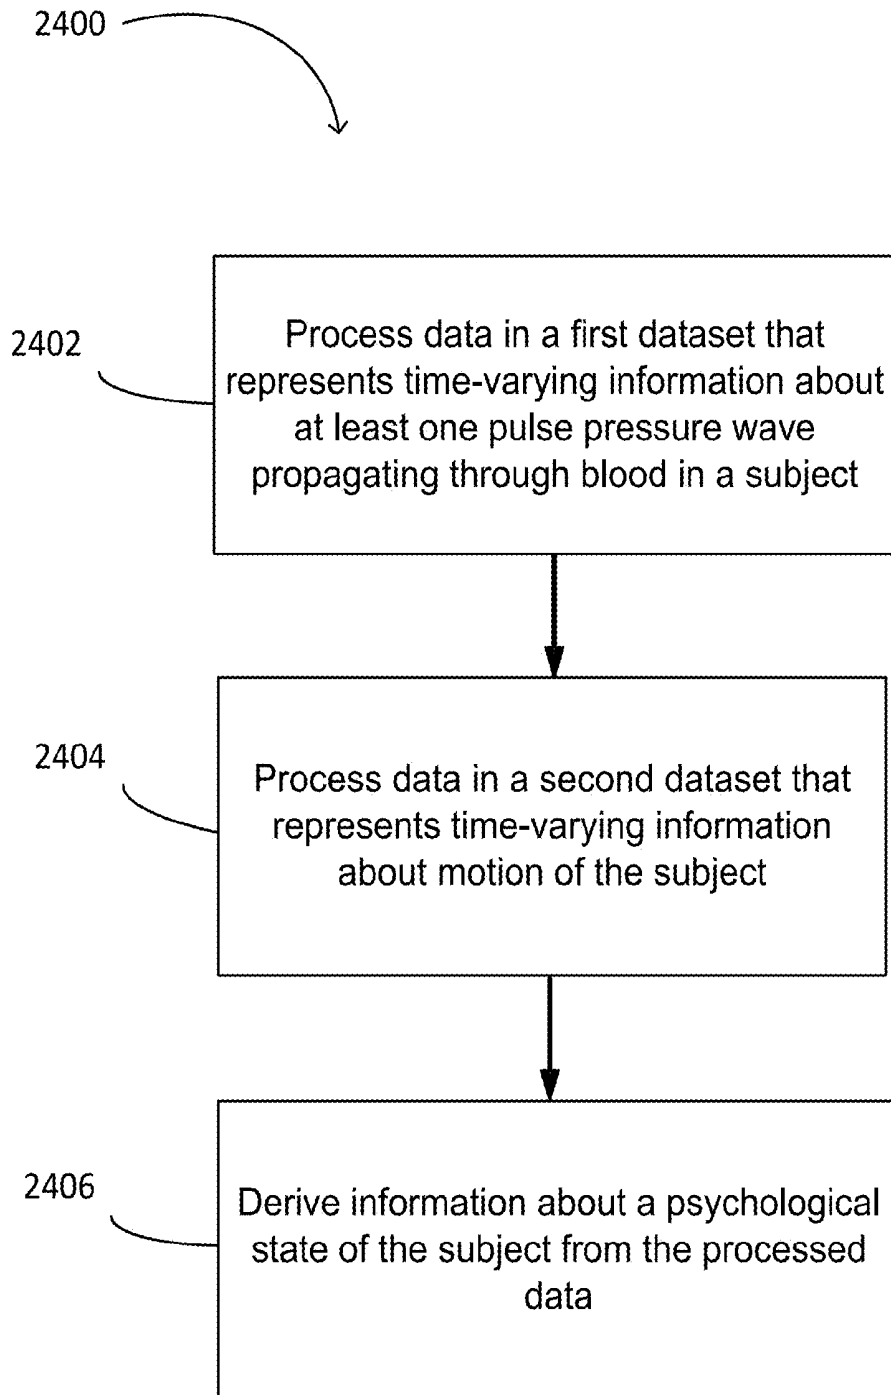 2400
2402
Process data in a first dataset that
represents time-varying information about
at least one pulse pressure wave
propagating through blood in a subject
2404
Process data in a second dataset that
represents time-varying information
about motion of the subject
2406
Derive information about a psychological
state of the subject from the processed
data